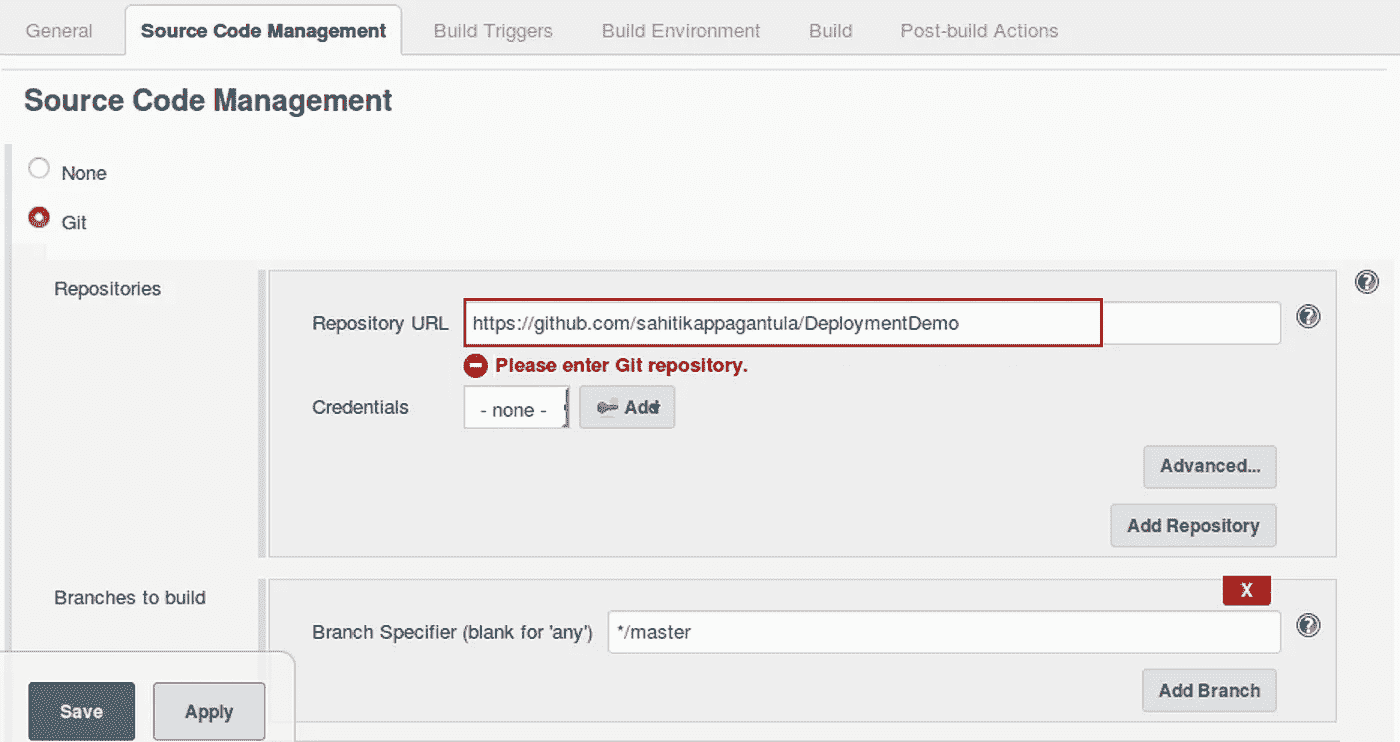 General Source Code Management Build Triggers Build Environment Build Post-build Actions
Source Code Management
None
Git
Repositories
Repository URL https://github.com/sahitikappagantula/DeploymentDemo
Please enter Git repository.
Credentials - none - Add
Advanced...
Add Repository
Branches to build
X
Branch Specifier (blank for 'any') */master
Add Branch
Save Apply